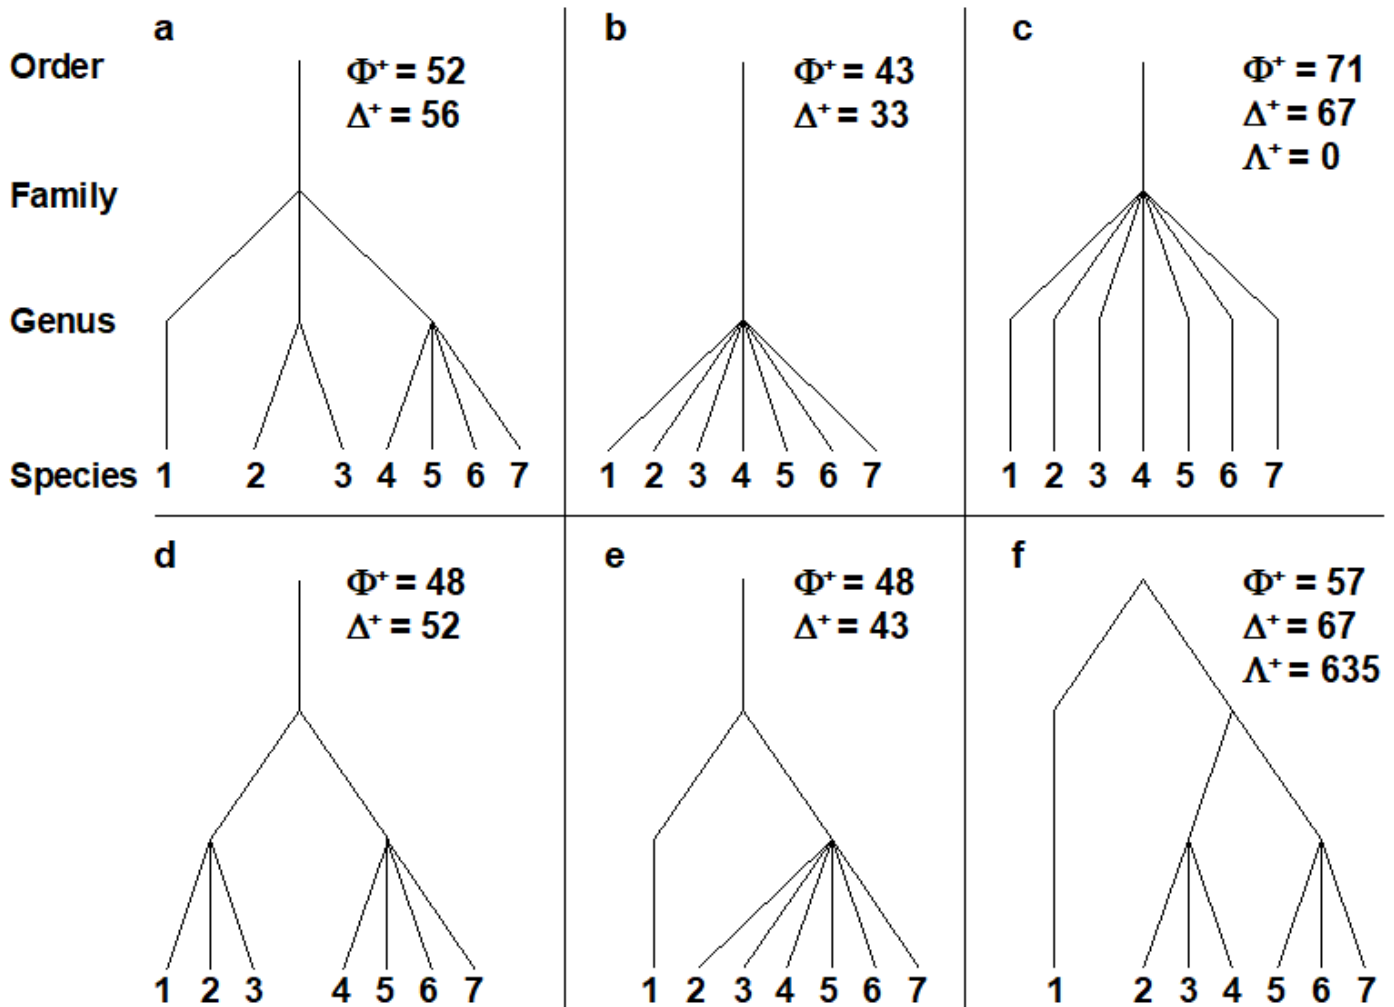 a
Order
Φ⁺ = 52
Δ⁺ = 56
Family
Genus
Species 1 2 3 4 5 6 7
b
Φ⁺ = 43
Δ⁺ = 33
1 2 3 4 5 6 7
c
Φ⁺ = 71
Δ⁺ = 67
Λ⁺ = 0
1 2 3 4 5 6 7
d
Φ⁺ = 48
Δ⁺ = 52
1 2 3 4 5 6 7
e
Φ⁺ = 48
Δ⁺ = 43
1 2 3 4 5 6 7
f
Φ⁺ = 57
Δ⁺ = 67
Λ⁺ = 635
1 2 3 4 5 6 7